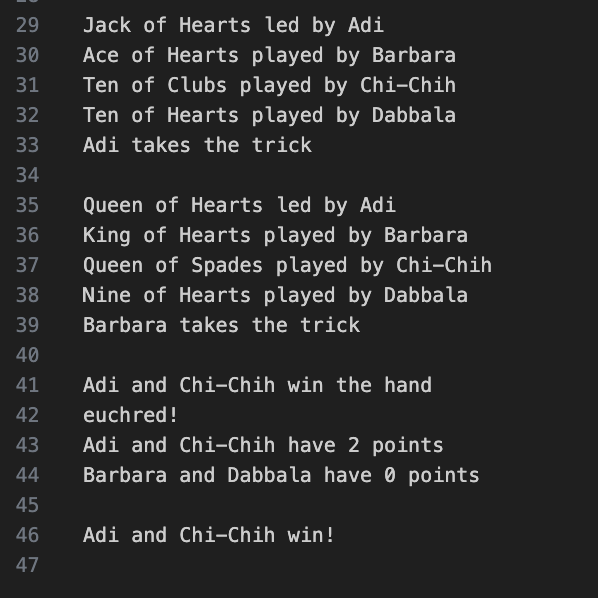 29 Jack of Hearts led by Adi
30 Ace of Hearts played by Barbara
31 Ten of Clubs played by Chi-Chih
32 Ten of Hearts played by Dabbala
33 Adi takes the trick
34
35 Queen of Hearts led by Adi
36 King of Hearts played by Barbara
37 Queen of Spades played by Chi-Chih
38 Nine of Hearts played by Dabbala
39 Barbara takes the trick
40
41 Adi and Chi-Chih win the hand
42 euchred!
43 Adi and Chi-Chih have 2 points
44 Barbara and Dabbala have 0 points
45
46 Adi and Chi-Chih win!
47